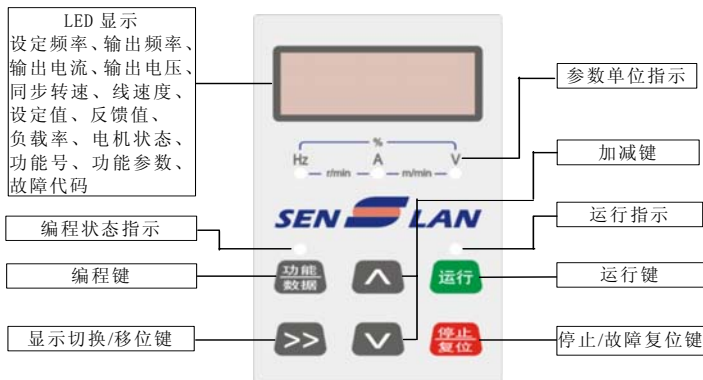 LED 显示
设定频率、输出频率、
输出电流、输出电压、
同步转速、线速度、
设定值、反馈值、
负载率、电机状态、
功能号、功能参数、
故障代码
参数单位指示
%
Hz A V
r/min m/min
加减键
SEN LAN
编程状态指示
运行指示
编程键
功能
数据
运行
运行键
显示切换/移位键
>>
停止
复位
停止/故障复位键